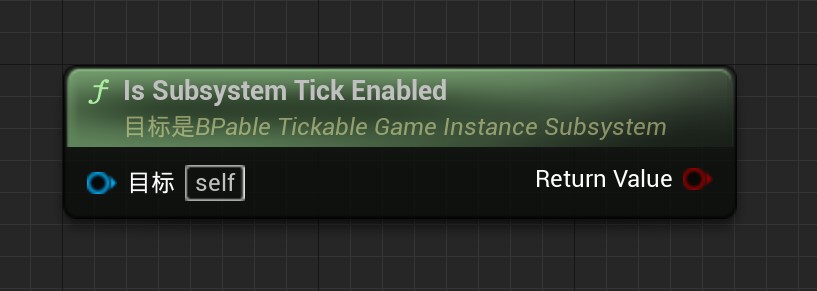 f Is Subsystem Tick Enabled
目标是BPable Tickable Game Instance Subsystem
目标 self Return Value